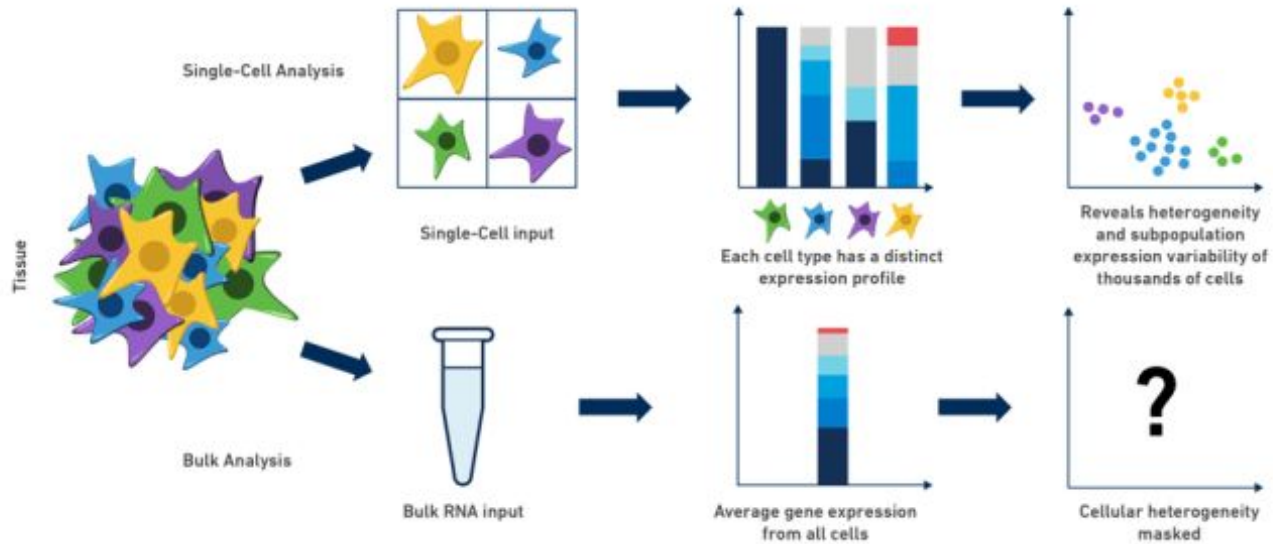 Single-Cell Analysis
Single-Cell input
Each cell type has a distinct
expression profile
Reveals heterogeneity
and subpopulation
expression variability of
thousands of cells
Tissue
Bulk Analysis
Bulk RNA input
Average gene expression
from all cells
?
Cellular heterogeneity
masked